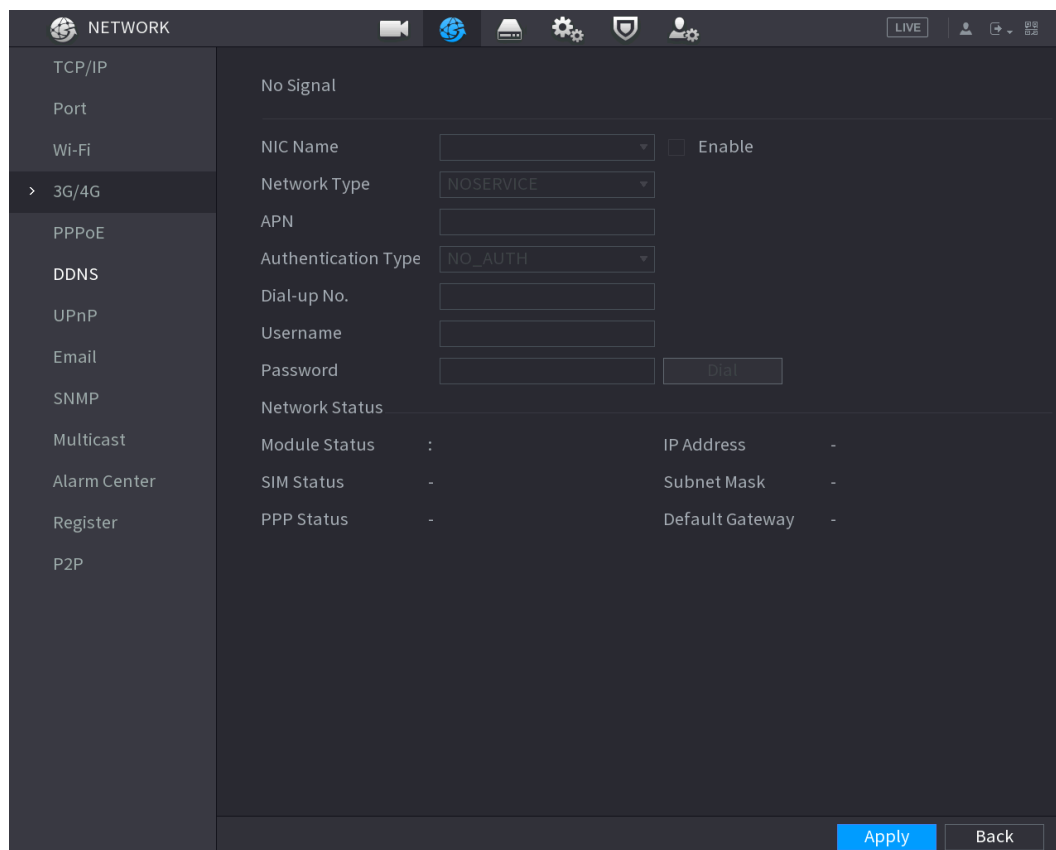 NETWORK
LIVE
TCP/IP
Port
Wi-Fi
3G/4G
PPPoE
DDNS
UPnP
Email
SNMP
Multicast
Alarm Center
Register
P2P
No Signal
NIC Name Enable
Network Type NOSERVICE
APN
Authentication Type NO_AUTH
Dial-up No.
Username
Password Dial
Network Status
Module Status : IP Address -
SIM Status - Subnet Mask -
PPP Status - Default Gateway -
Apply Back